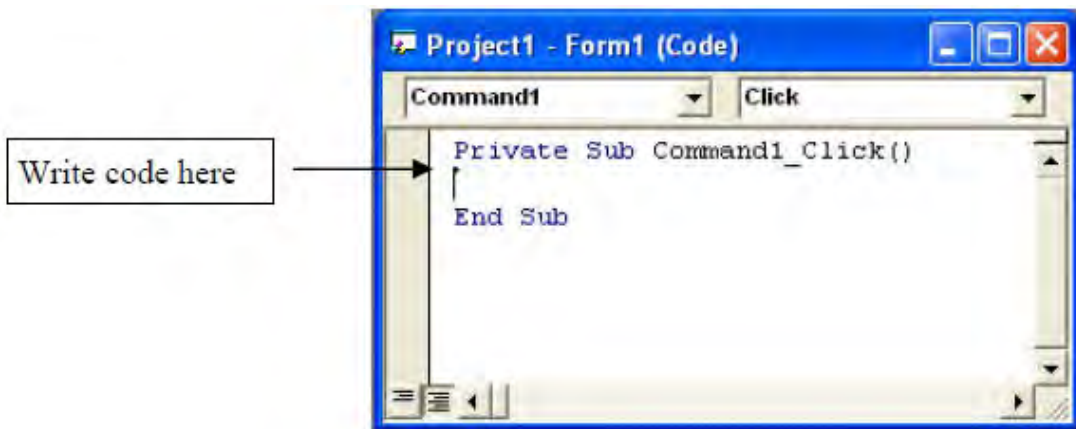 Project1 - Form1 (Code)
Command1 Click
Write code here
Private Sub Command1_Click()
End Sub